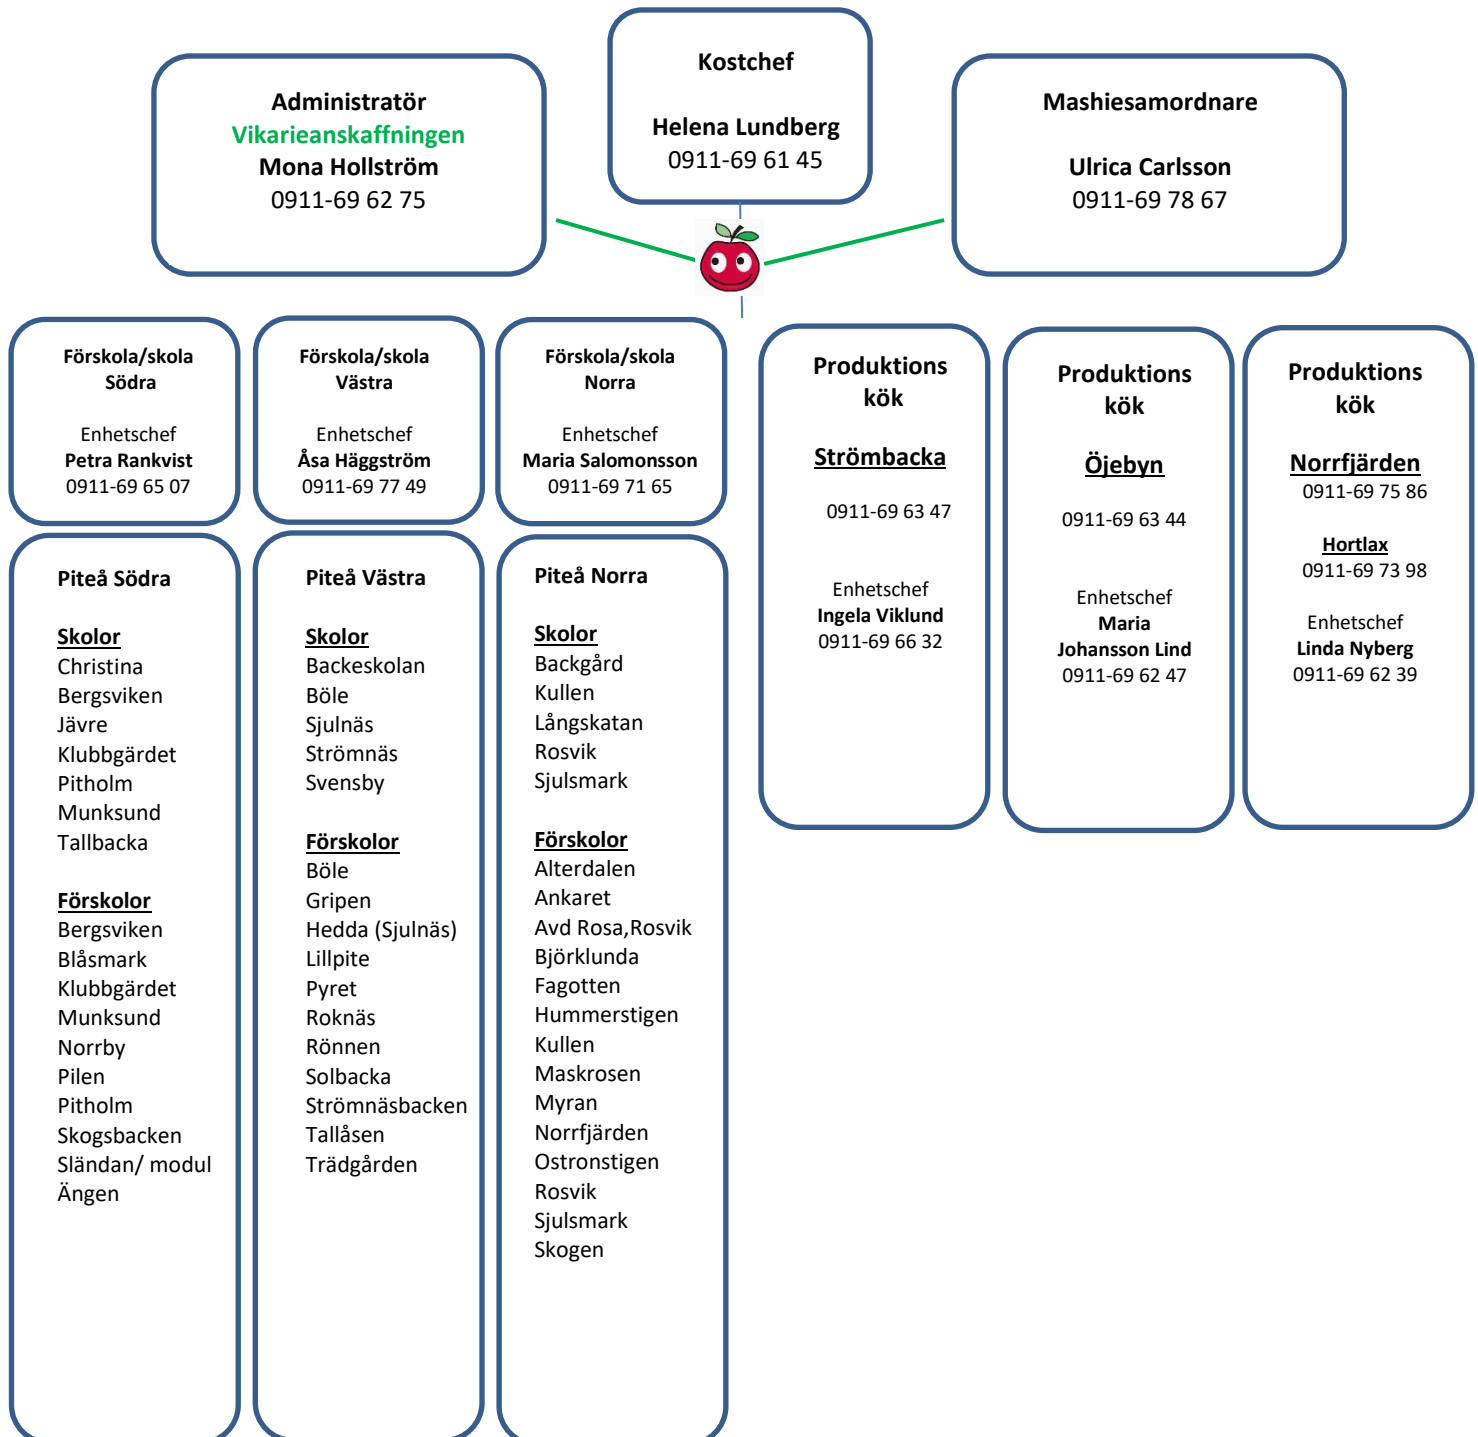 Kostchef
Helena Lundberg
0911-69 61 45
Administratör
Vikarieanskaffningen
Mona Hollström
0911-69 62 75
Mashiesamordnare
Ulrica Carlsson
0911-69 78 67
Förskola/skola
Södra
Enhetschef
Petra Rankvist
0911-69 65 07
Förskola/skola
Västra
Enhetschef
Åsa Häggström
0911-69 77 49
Förskola/skola
Norra
Enhetschef
Maria Salomonsson
0911-69 71 65
Produktions
kök
Strömbacka
0911-69 63 47
Enhetschef
Ingela Viklund
0911-69 66 32
Produktions
kök
Öjebyn
0911-69 63 44
Enhetschef
Maria
Johansson Lind
0911-69 62 47
Produktions
kök
Norrfjärden
0911-69 75 86
Hortlax
0911-69 73 98
Enhetschef
Linda Nyberg
0911-69 62 39
Piteå Södra
Skolor
Christina
Bergsviken
Jävre
Klubbgärdet
Pitholm
Munksund
Tallbacka
Förskolor
Bergsviken
Blåsmark
Klubbgärdet
Munksund
Norrby
Pilen
Pitholm
Skogsbacken
Sländan/ modul
Ängen
Piteå Västra
Skolor
Backeskolan
Böle
Sjulnäs
Strömnäs
Svensby
Förskolor
Böle
Gripen
Hedda (Sjulnäs)
Lillpite
Pyret
Roknäs
Rönnen
Solbacka
Strömnäsbacken
Tallåsen
Trädgården
Piteå Norra
Skolor
Backgård
Kullen
Långskatan
Rosvik
Sjulsmark
Förskolor
Alterdalen
Ankaret
Avd Rosa,Rosvik
Björklunda
Fagotten
Hummerstigen
Kullen
Maskrosen
Myran
Norrfjärden
Ostronstigen
Rosvik
Sjulsmark
Skogen